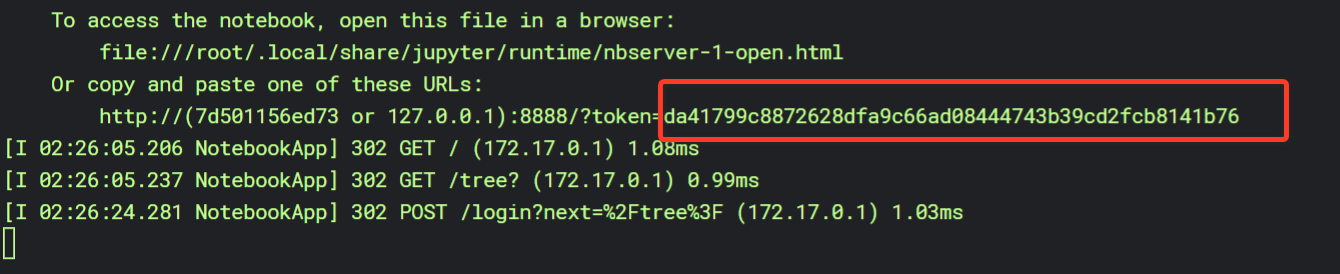 To access the notebook, open this file in a browser:
file:///root/.local/share/jupyter/runtime/nbserver-1-open.html
Or copy and paste one of these URLs:
http://(7d501156ed73 or 127.0.0.1):8888/?token=da41799c8872628dfa9c66ad08444743b39cd2fcb8141b76
[I 02:26:05.206 NotebookApp] 302 GET / (172.17.0.1) 1.08ms
[I 02:26:05.237 NotebookApp] 302 GET /tree? (172.17.0.1) 0.99ms
[I 02:26:24.281 NotebookApp] 302 POST /login?next=%2Ftree%3F (172.17.0.1) 1.03ms